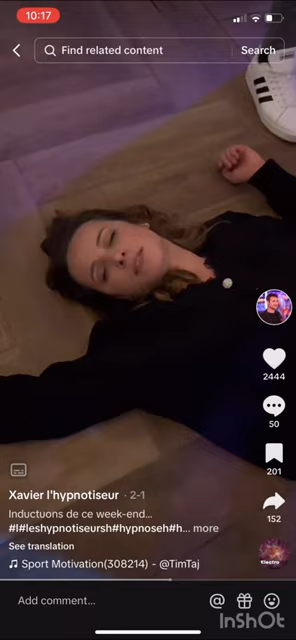 10:17
Find related content
Search
2444
50
201
152
Xavier l'hypnotiseur · 2-1
Inductuons de ce week-end...
#l#leshypnotiseursh#hypnoseh#h... more
See translation
Sport Motivation(308214) - @TimTaj
Add comment...
@
InShOt